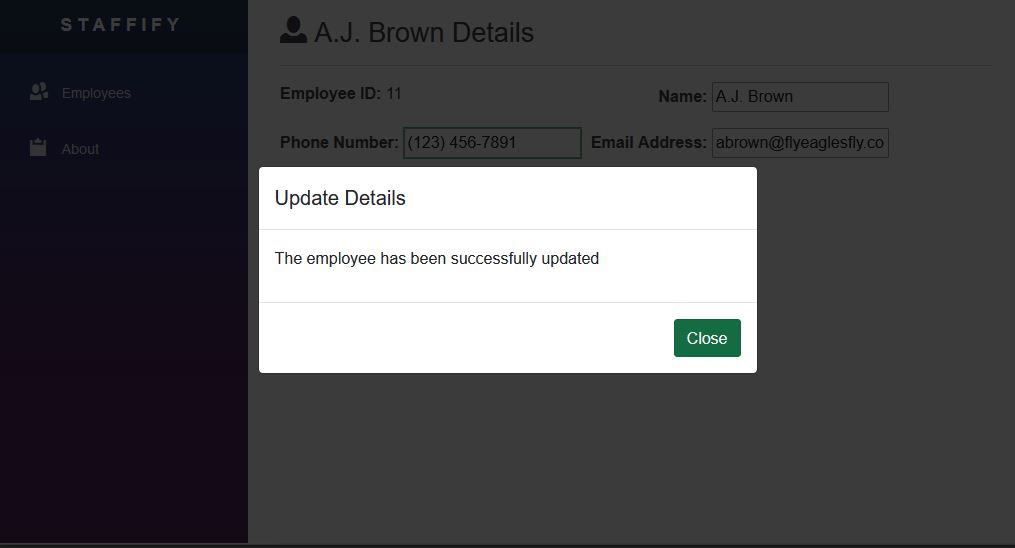 STAFFIFY
A.J. Brown Details
Employees
About
Employee ID: 11
Name: A.J. Brown
Phone Number: (123) 456-7891
Email Address: abrown@flyeaglesfly.co
Update Details
The employee has been successfully updated
Close